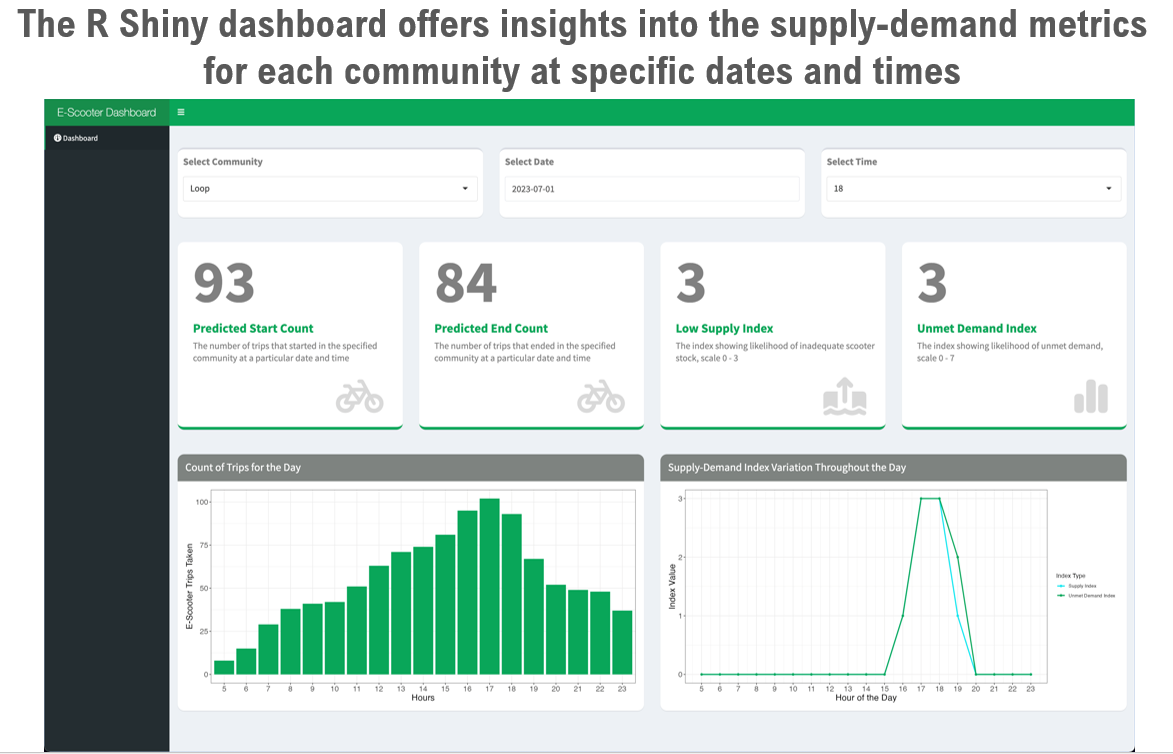 The R Shiny dashboard offers insights into the supply-demand metrics
for each community at specific dates and times
E-Scooter Dashboard
Dashboard
Select Community
Loop
Select Date
2023-07-01
Select Time
18
93
Predicted Start Count
The number of trips that started in the specified
community at a particular date and time
84
Predicted End Count
The number of trips that ended in the specified
community at a particular date and time
3
Low Supply Index
The index showing likelihood of inadequate scooter
stock, scale 0 - 3
3
Unmet Demand Index
The index showing likelihood of unmet demand,
scale 0 - 7
Count of Trips for the Day
E-Scooter Trips Taken
100
75
50
25
0
5 6 7 8 9 10 11 12 13 14 15 16 17 18 19 20 21 22 23
Hours
Supply-Demand Index Variation Throughout the Day
Index Value
3
2
1
0
5 6 7 8 9 10 11 12 13 14 15 16 17 18 19 20 21 22 23
Hour of the Day
Index Type
Supply Index
Unmet Demand Index